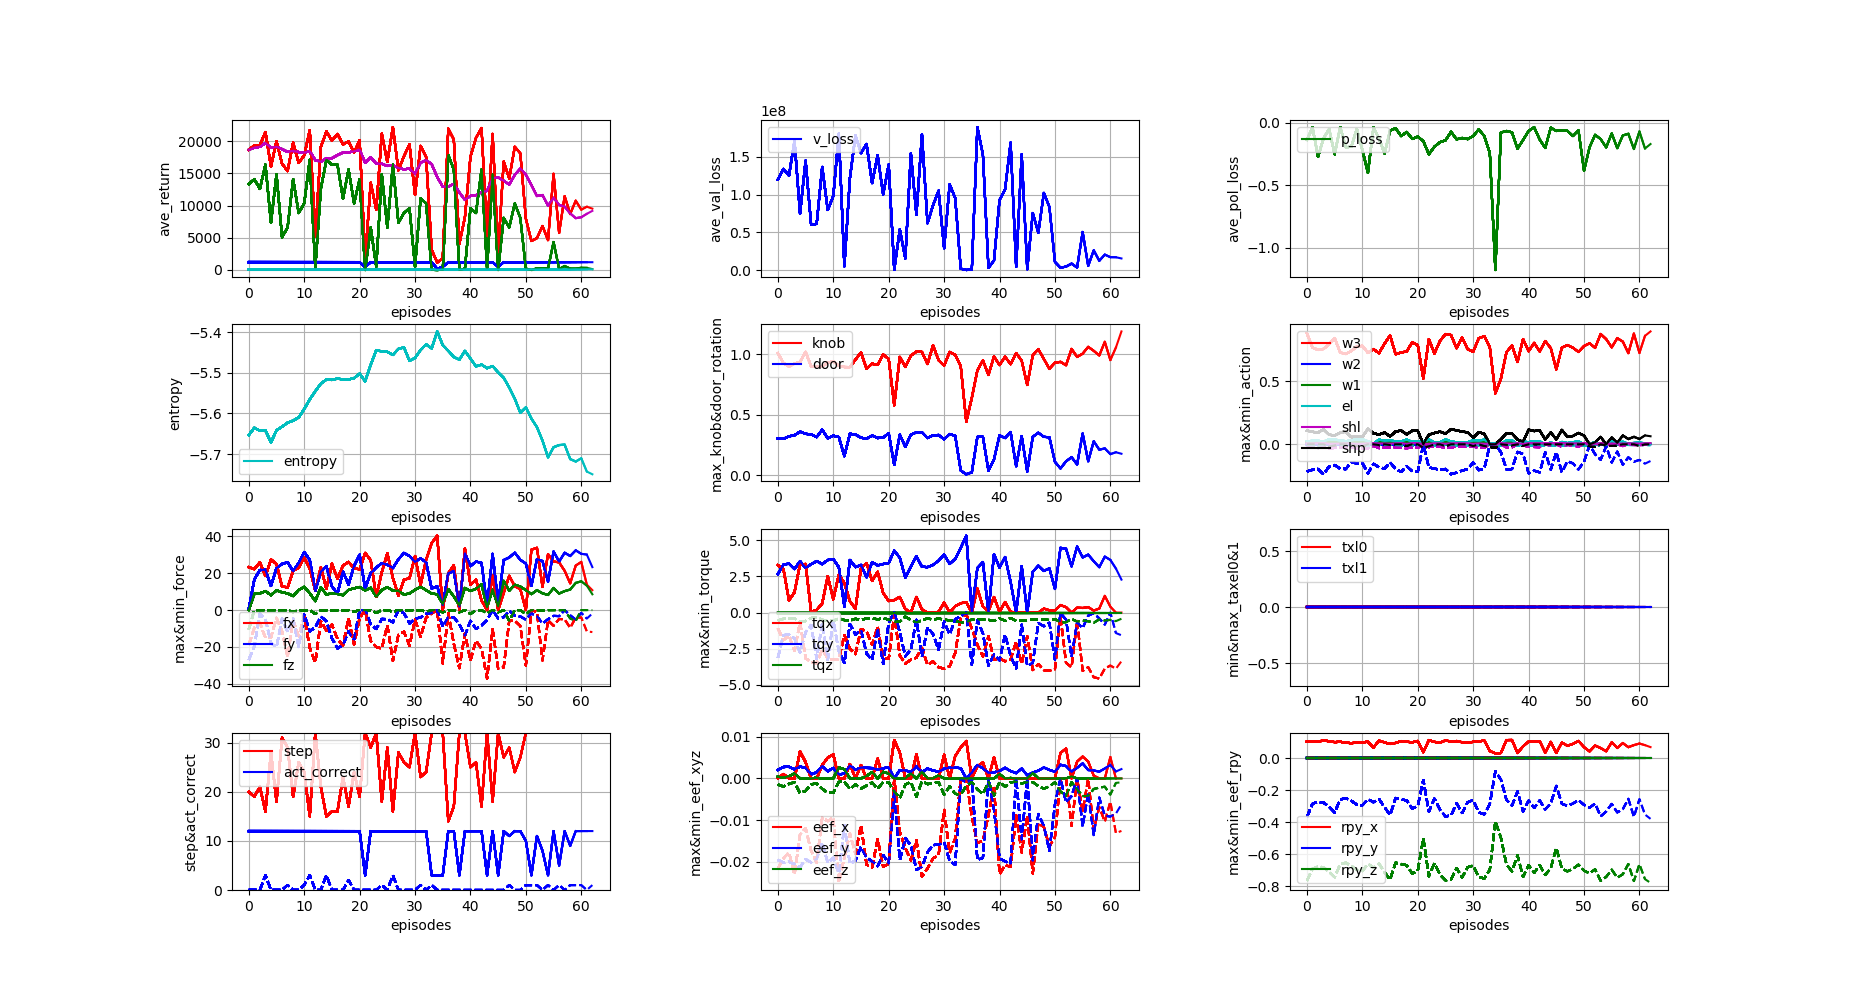 ave_return
20000
15000
10000
5000
0
0 10 20 30 40 50 60
episodes
1e8
ave_val_loss
v_loss
1.5
1.0
0.5
0.0
0 10 20 30 40 50 60
episodes
ave_pol_loss
p_loss
0.0
−0.5
−1.0
0 10 20 30 40 50 60
episodes
entropy
−5.4
−5.5
−5.6
−5.7
entropy
0 10 20 30 40 50 60
episodes
max_knob&door_rotation
knob
door
1.0
0.5
0.0
0 10 20 30 40 50 60
episodes
max&min_action
w3
w2
w1
el
shl
shp
0.5
0.0
0 10 20 30 40 50 60
episodes
max&min_force
40
20
0
−20
−40
fx
fy
fz
0 10 20 30 40 50 60
episodes
max&min_torque
5.0
2.5
0.0
−2.5
−5.0
tqx
tqy
tqz
0 10 20 30 40 50 60
episodes
min&max_taxel0&1
txl0
txl1
0.5
0.0
−0.5
0 10 20 30 40 50 60
episodes
step&act_correct
step
act_correct
30
20
10
0
0 10 20 30 40 50 60
episodes
max&min_eef_xyz
0.01
0.00
−0.01
−0.02
eef_x
eef_y
eef_z
0 10 20 30 40 50 60
episodes
max&min_eef_rpy
0.0
−0.2
−0.4
−0.6
−0.8
rpy_x
rpy_y
rpy_z
0 10 20 30 40 50 60
episodes